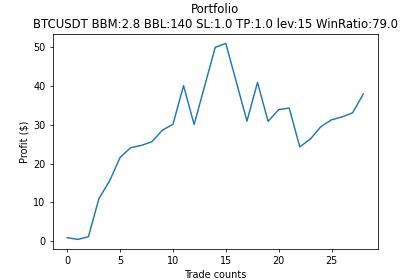 Portfolio
BTCUSDT BBM:2.8 BBL:140 SL:1.0 TP:1.0 lev:15 WinRatio:79.0
50
40
30
20
10
0
Profit ($)
0 5 10 15 20 25
Trade counts